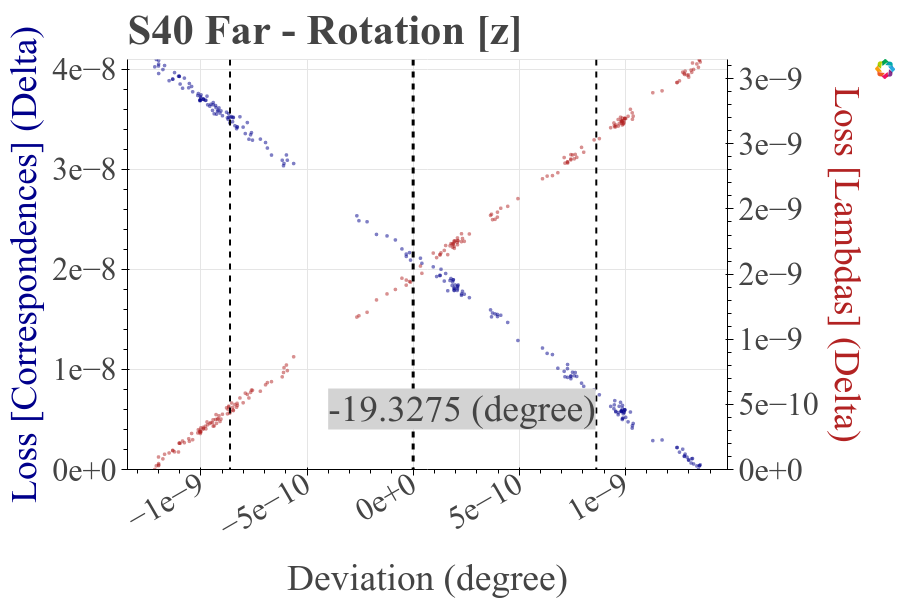 S40 Far - Rotation [z]
Loss [Correspondences] (Delta)
4e−8
3e−8
2e−8
1e−8
0e+0
3e−9
3e−9
2e−9
2e−9
1e−9
5e−10
0e+0
Loss [Lambdas] (Delta)
-19.3275 (degree)
−1e−9
−5e−10
0e+0
5e−10
1e−9
Deviation (degree)